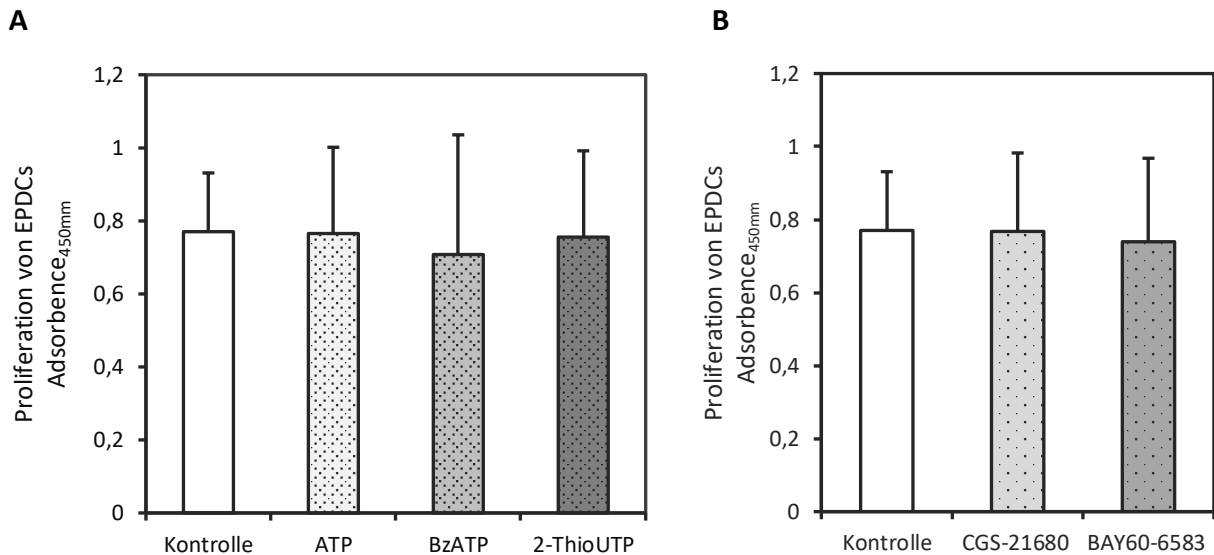 A
Proliferation von EPDCs
Adsorbence450mm
1,2
1
0,8
0,6
0,4
0,2
0
Kontrolle ATP BzATP 2-ThioUTP
B
Proliferation von EPDCs
Adsorbence450mm
1,2
1
0,8
0,6
0,4
0,2
0
Kontrolle CGS-21680 BAY60-6583